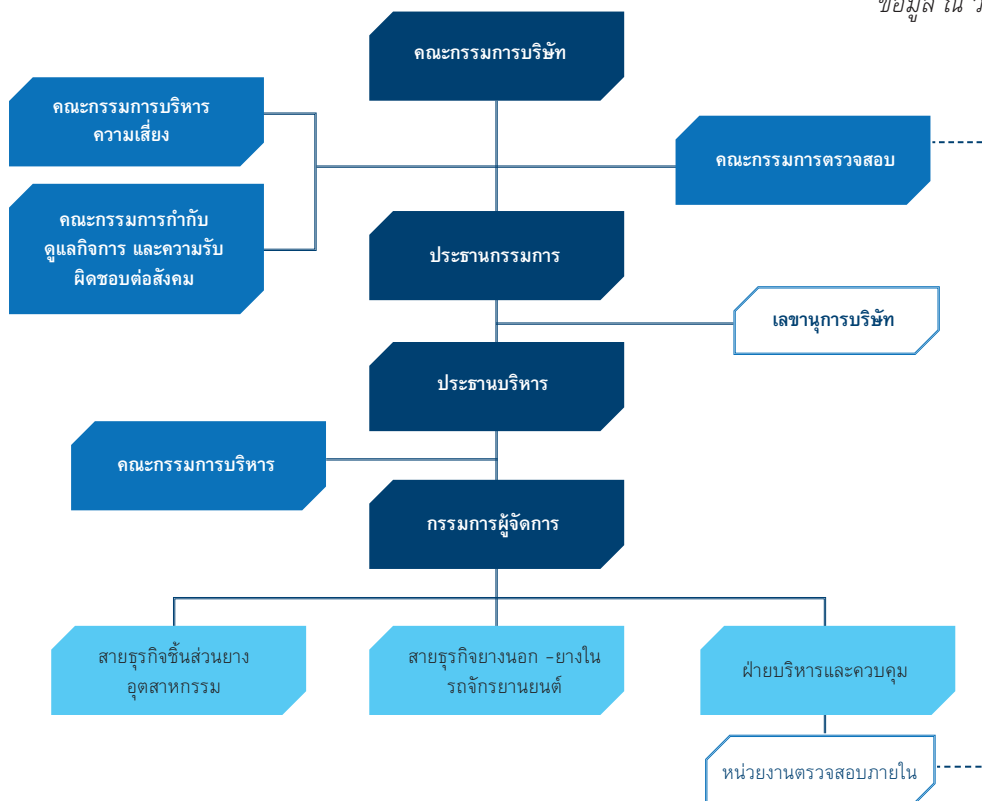 ข้อมูล ณ
คณะกรรมการบริษัท
คณะกรรมการบริหาร
ความเสี่ยง
คณะกรรมการตรวจสอบ
คณะกรรมการกำกับ
ดูแลกิจการ และความรับ
ผิดชอบต่อสังคม
ประธานกรรมการ
เลขานุการบริษัท
ประธานบริหาร
คณะกรรมการบริหาร
กรรมการผู้จัดการ
สายธุรกิจชิ้นส่วนยาง
อุตสาหกรรม
สายธุรกิจยางนอก -ยางใน
รถจักรยานยนต์
ฝ่ายบริหารและควบคุม
หน่วยงานตรวจสอบภายใน